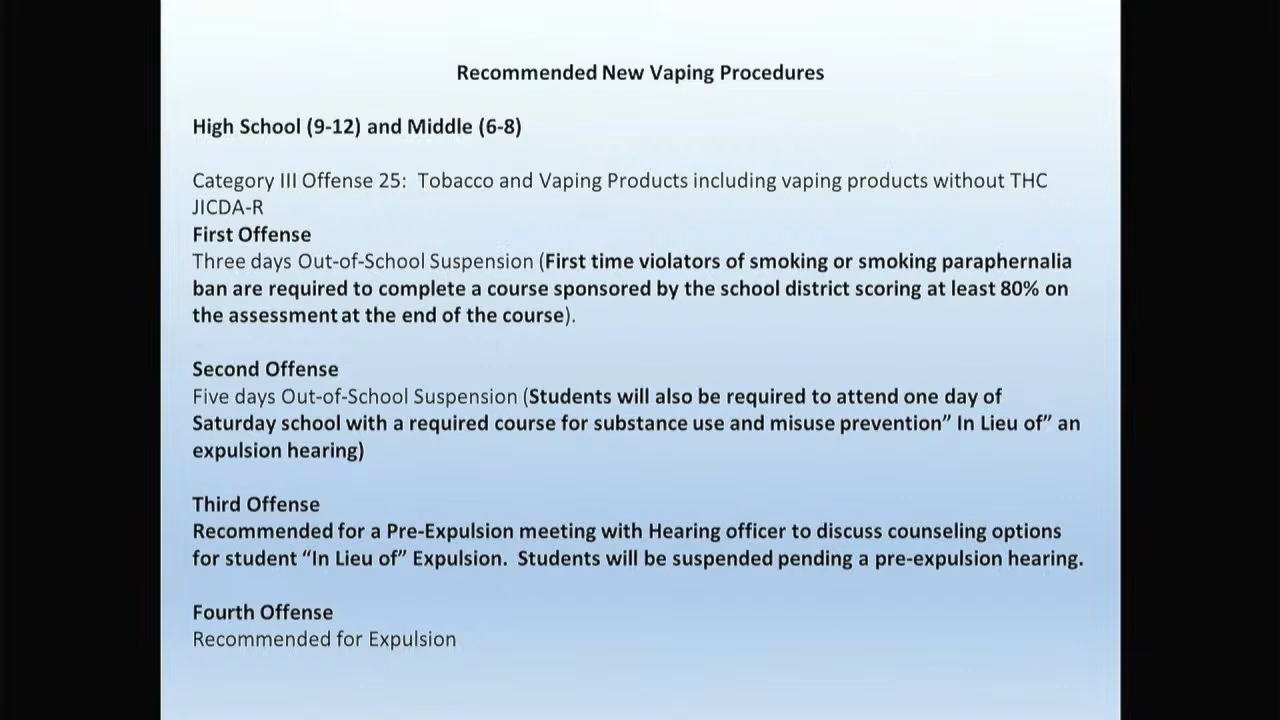 Recommended New Vaping Procedures
High School (9-12) and Middle (6-8)
Category III Offense 25:  Tobacco and Vaping Products including vaping products without THC
JICDA-R
First Offense
Three days Out-of-School Suspension (First time violators of smoking or smoking paraphernalia
ban are required to complete a course sponsored by the school district scoring at least 80% on
the assessment at the end of the course).
Second Offense
Five days Out-of-School Suspension (Students will also be required to attend one day of
Saturday school with a required course for substance use and misuse prevention” In Lieu of” an
expulsion hearing)
Third Offense
Recommended for a Pre-Expulsion meeting with Hearing officer to discuss counseling options
for student “In Lieu of” Expulsion.  Students will be suspended pending a pre-expulsion hearing.
Fourth Offense
Recommended for Expulsion